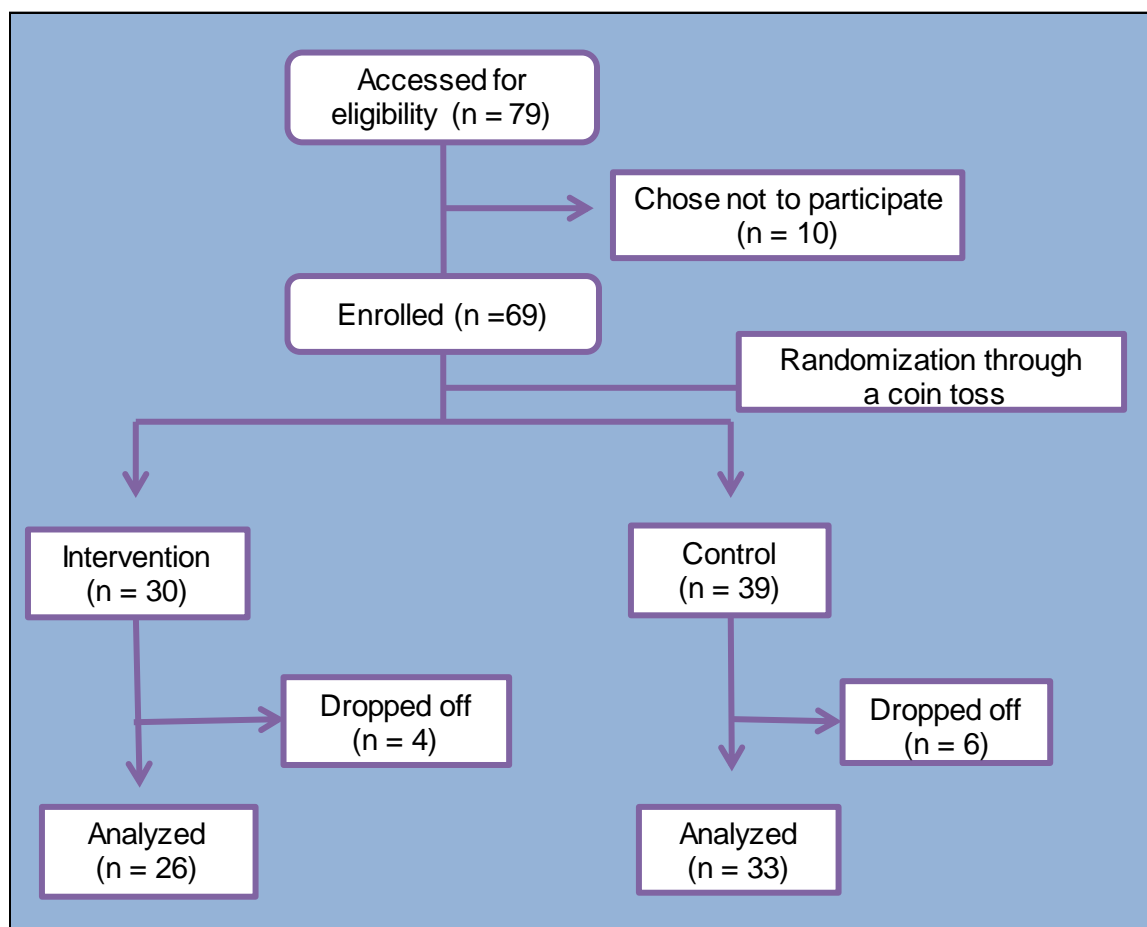 Accessed for
eligibility (n = 79)
Chose not to participate
(n = 10)
Enrolled (n =69)
Randomization through
a coin toss
Intervention
(n = 30)
Control
(n = 39)
Dropped off
(n = 4)
Dropped off
(n = 6)
Analyzed
(n = 26)
Analyzed
(n = 33)